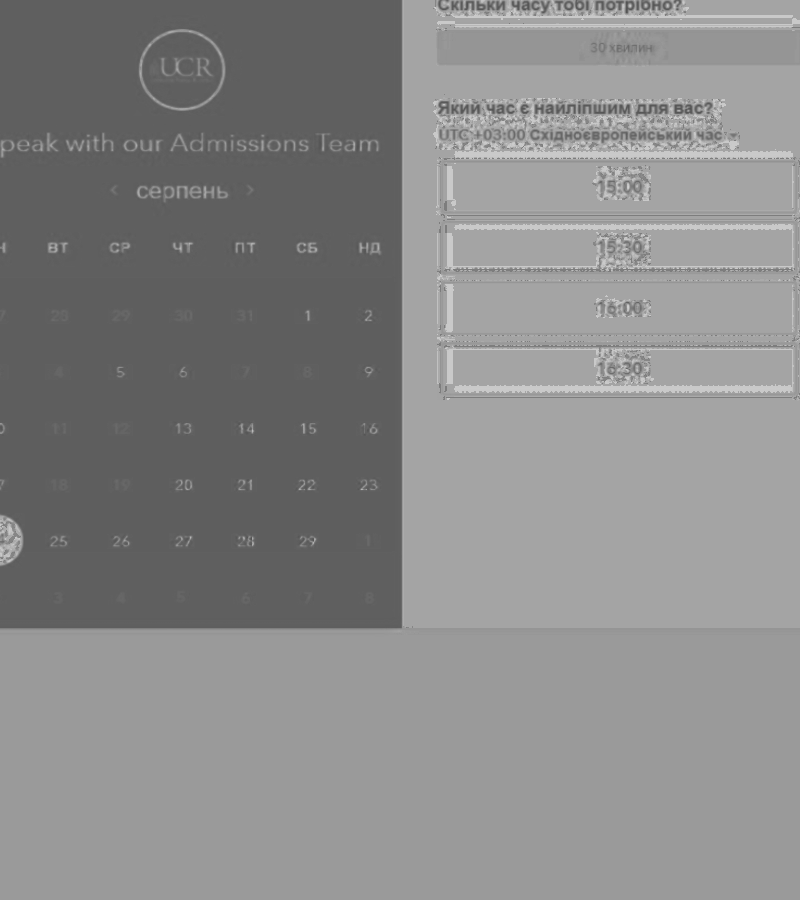 UCR
peak with our Admissions Team
‹ серпень ›
Н ВТ СР ЧТ ПТ СБ НД
7 28 29 30 31 1 2
4 5 6 7 8 9
0 11 12 13 14 15 16
7 18 19 20 21 22 23
25 26 27 28 29 1
3 4 5 6 7 8
Скільки часу тобі потрібно?
30 хвилин
Який час є найліпшим для вас?
UTC +03:00 Східноєвропейський час
15:00
15:30
16:00
16:30